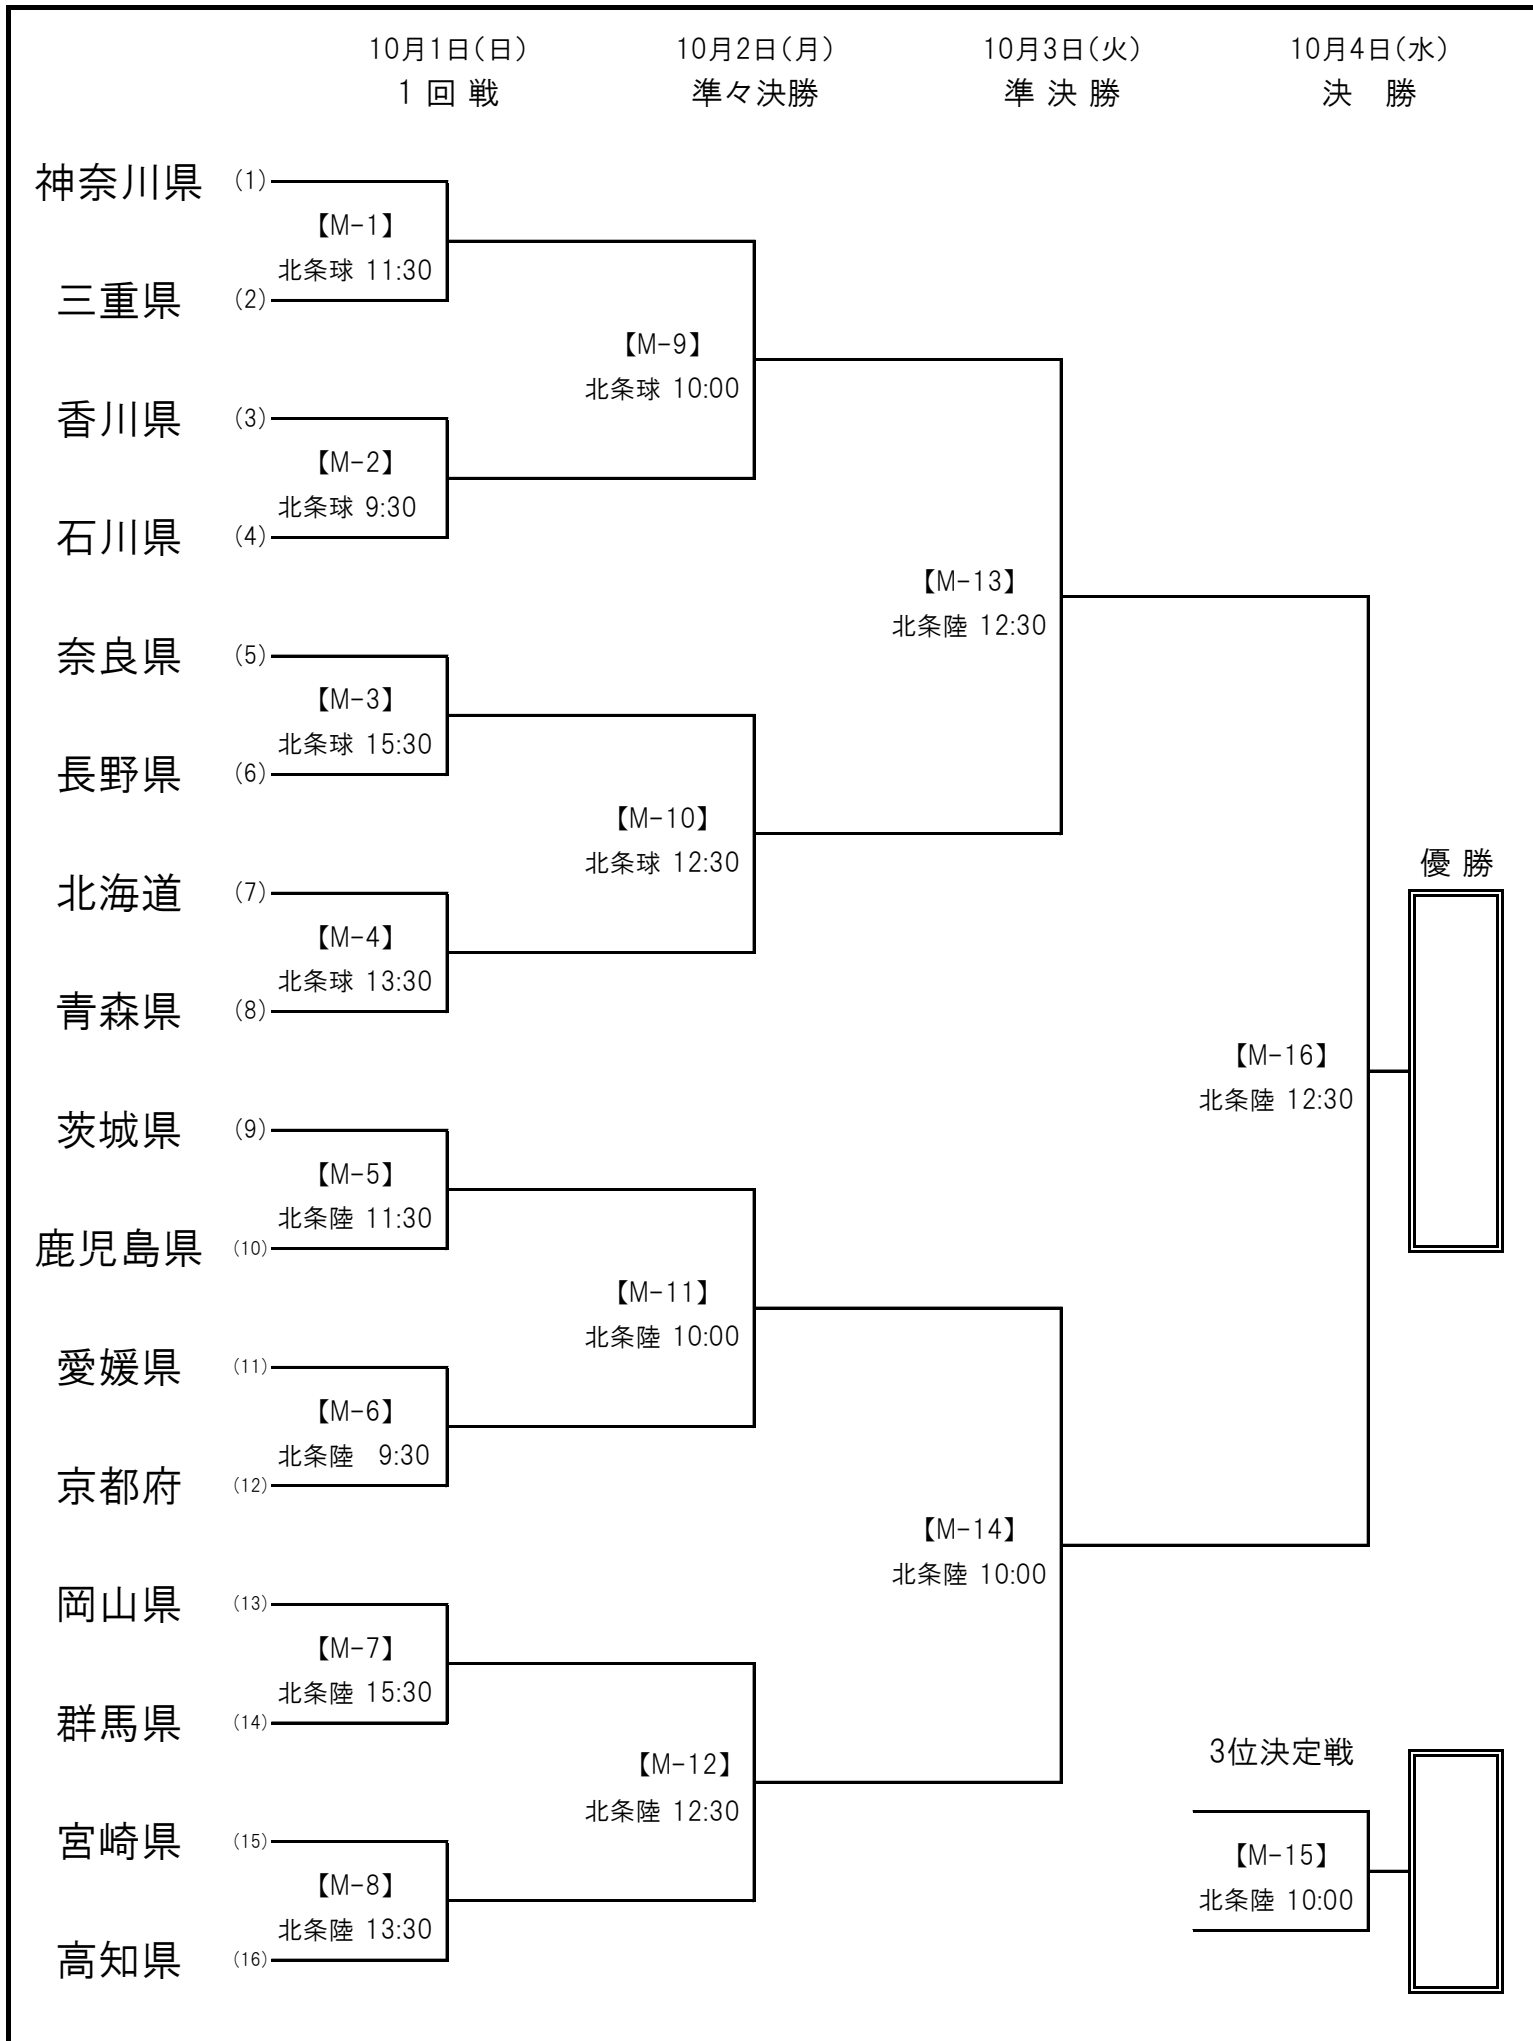 10月1日(日)
10月2日(月)
10月3日(火)
10月4日(水)
1 回 戦
準々決勝
準 決 勝
決 勝
神奈川県 (1)
【M-1】
北条球 11:30
三重県 (2)
【M-9】
北条球 10:00
香川県 (3)
【M-2】
北条球 9:30
石川県 (4)
【M-13】
北条陸 12:30
奈良県 (5)
【M-3】
北条球 15:30
長野県 (6)
【M-10】
北条球 12:30
優 勝
北海道 (7)
【M-4】
北条球 13:30
青森県 (8)
【M-16】
北条陸 12:30
茨城県 (9)
【M-5】
北条陸 11:30
鹿児島県 (10)
【M-11】
北条陸 10:00
愛媛県 (11)
【M-6】
北条陸 9:30
京都府 (12)
【M-14】
北条陸 10:00
岡山県 (13)
【M-7】
北条陸 15:30
群馬県 (14)
3位決定戦
【M-12】
北条陸 12:30
宮崎県 (15)
【M-15】
北条陸 10:00
【M-8】
北条陸 13:30
高知県 (16)